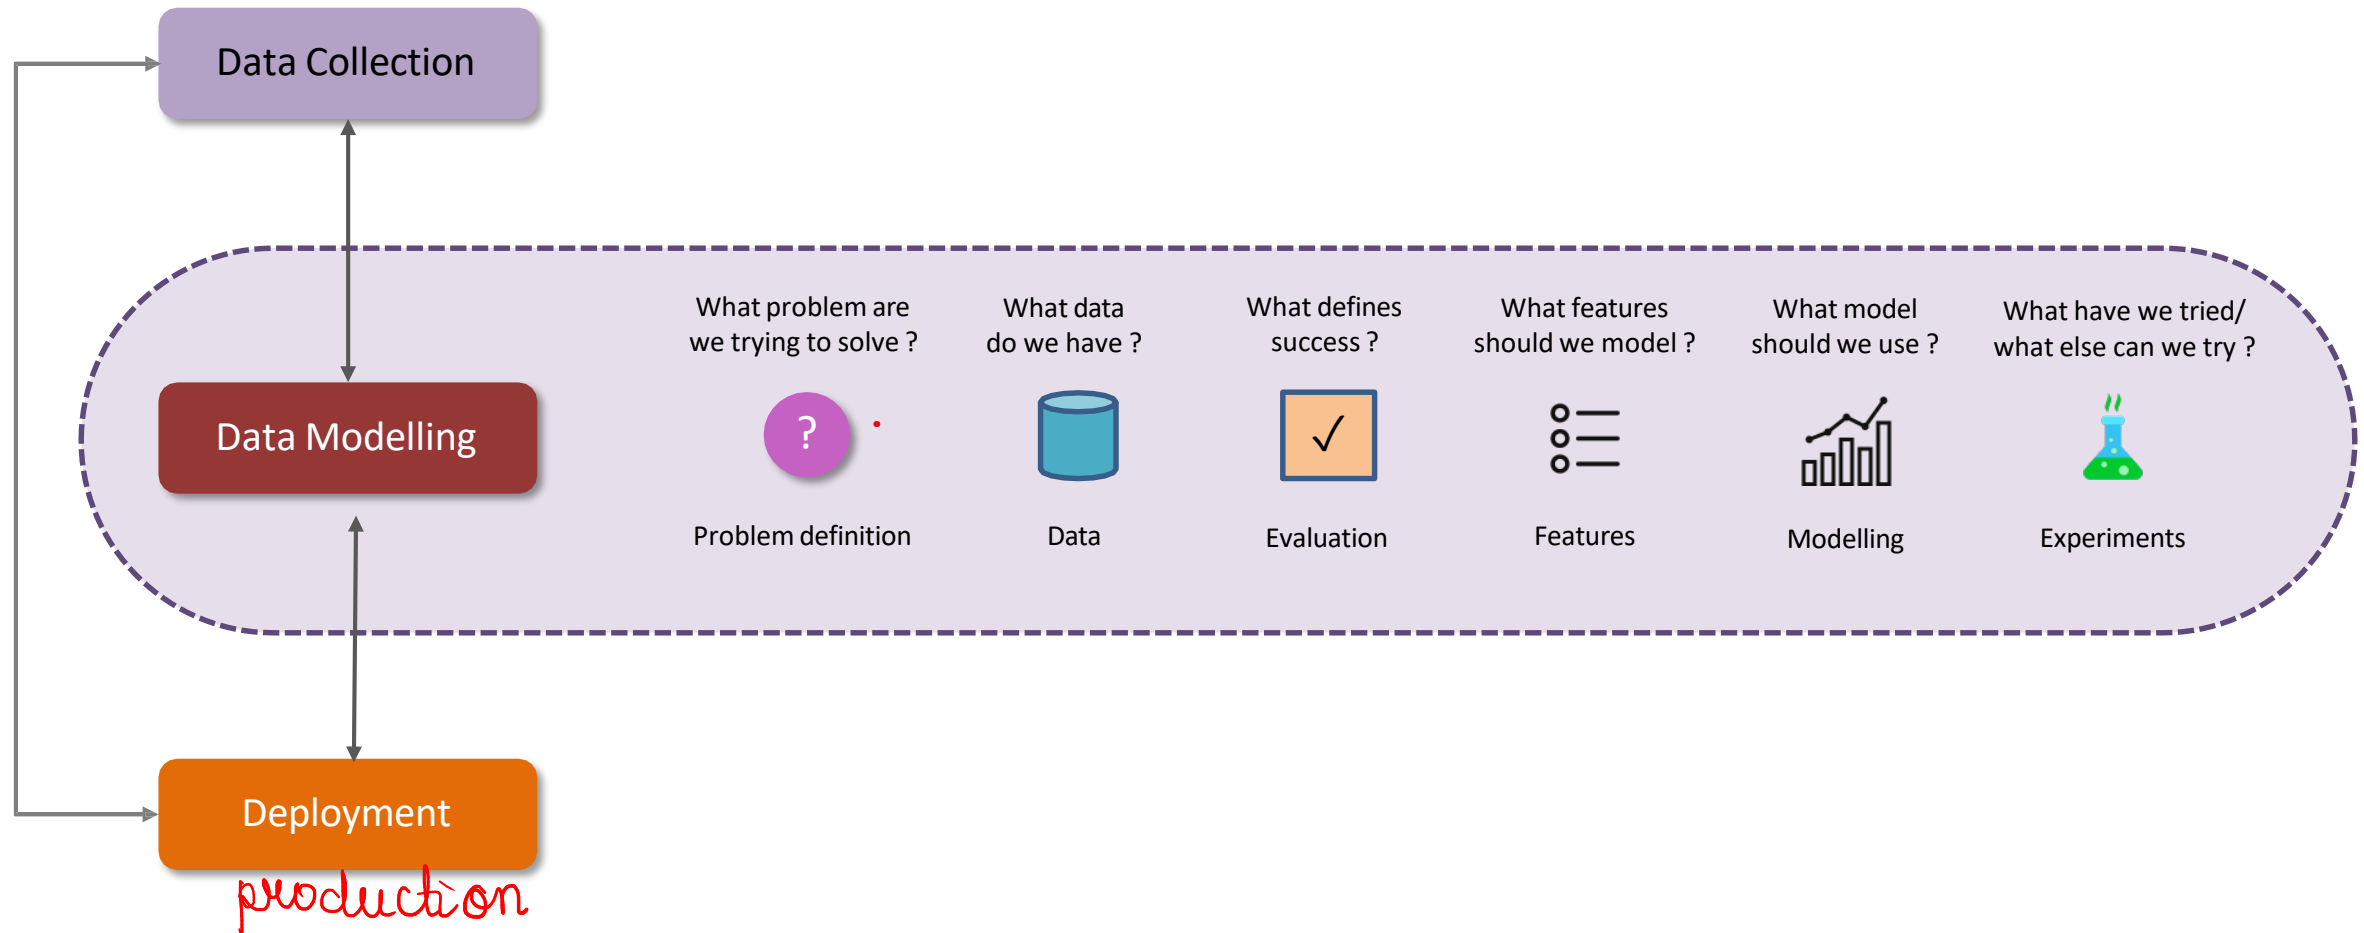 Data Collection
What problem are
we trying to solve ?
What data
do we have ?
What defines
success ?
What features
should we model ?
What model
should we use ?
What have we tried/
what else can we try ?
Data Modelling
?
✓
Problem definition
Data
Evaluation
Features
Modelling
Experiments
Deployment
production